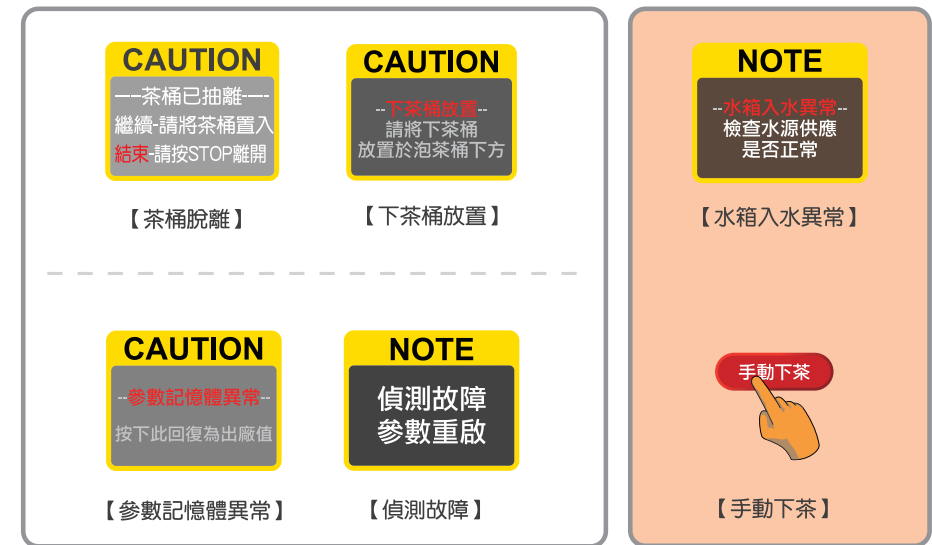 CAUTION
----茶桶已抽離----
繼續-請將茶桶置入
結束-請按STOP離開
【茶桶脫離】
CAUTION
--下茶桶放置--
請將下茶桶
放置於泡茶桶下方
【下茶桶放置】
CAUTION
--參數記憶體異常--
按下此回復為出廠值
【參數記憶體異常】
NOTE
偵測故障
參數重啟
【偵測故障】
NOTE
--水箱入水異常--
檢查水源供應
是否正常
【水箱入水異常】
手動下茶
【手動下茶】